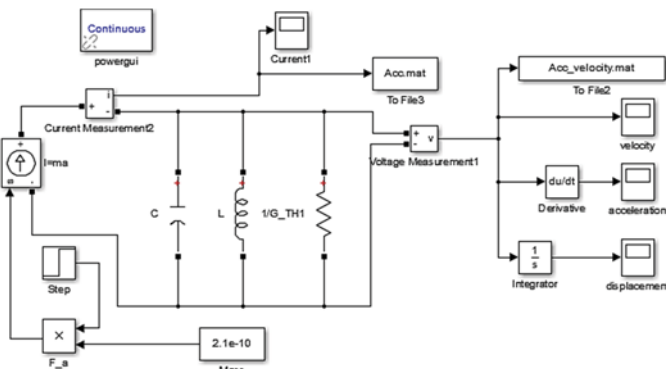 Continuous
powergui
Current1
Acc.mat
To File3
Acc_velocity.mat
To File2
i
+
-
Current Measurement2
+
-
v
Voltage Measurement1
velocity
+
I=ma
s
-
C
L
1/G_TH1
du/dt
Derivative
acceleration
Step
1
s
Integrator
displacemen
×
F_a
2.1e-10